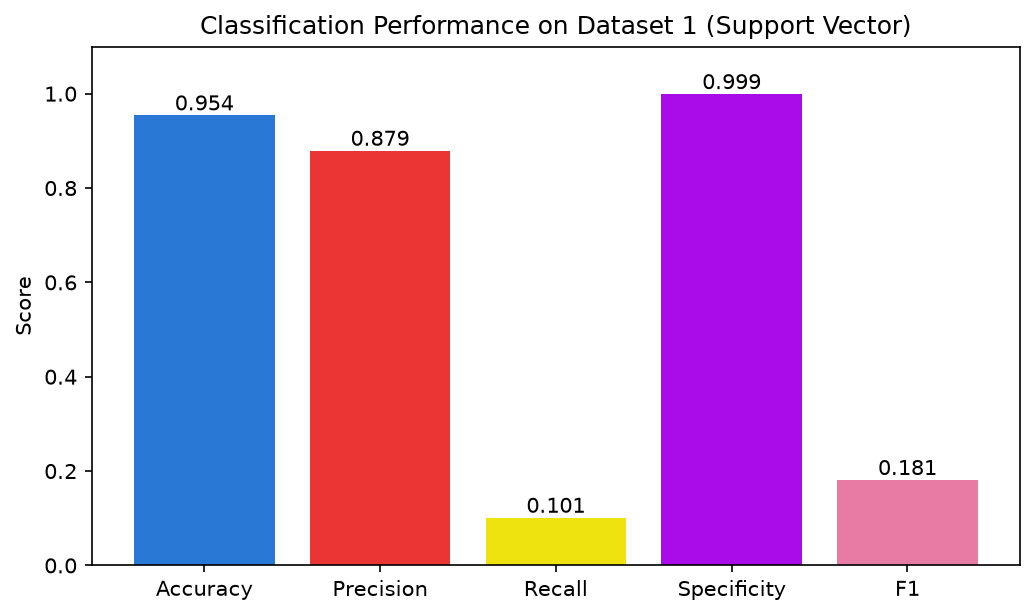 Classification Performance on Dataset 1 (Support Vector)
Score
1.0
0.8
0.6
0.4
0.2
0.0
0.954
0.879
0.101
0.999
0.181
Accuracy
Precision
Recall
Specificity
F1